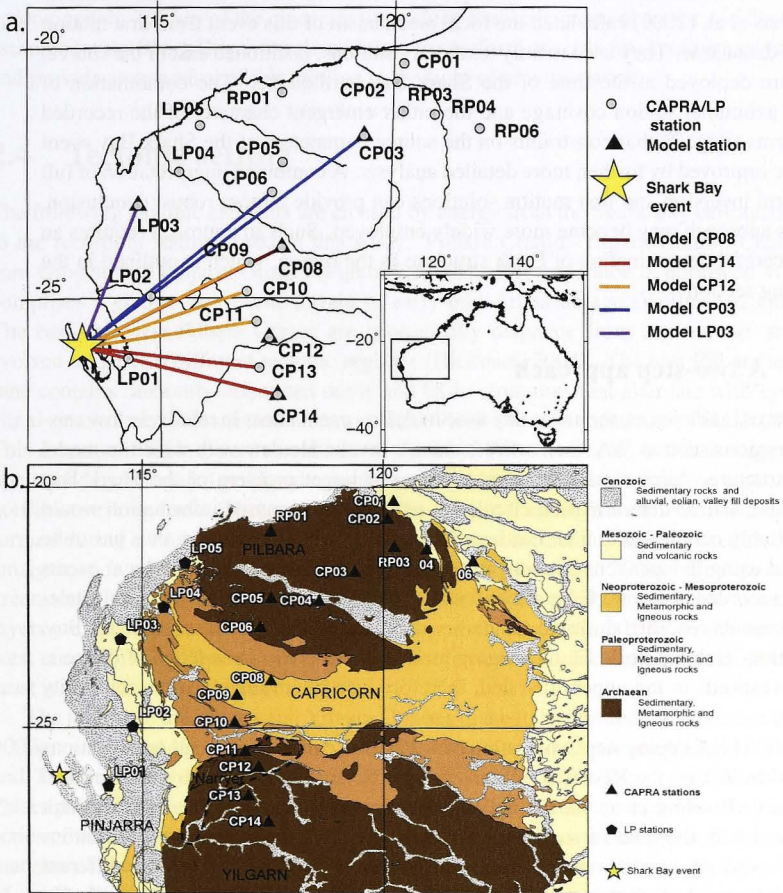 a.
115
120
-20
-25
CP01
CP02
RP01
RP03
RP04
RP06
LP05
LP04
CP05
CP06
CP03
LP03
CP09
CP08
LP02
CP10
CP11
CP12
LP01
CP13
CP14
CAPRA/LP
station
Model station
Shark Bay
event
Model CP08
Model CP14
Model CP12
Model CP03
Model LP03
120
140
-20
-40
b.
115
120
-20
-25
CP01
CP02
RP01
PILBARA
LP05
RP03
04
06
CP03
LP04
CP05
CP04
LP03
CP06
CP08
CP09
CAPRICORN
LP02
CP10
CP11
CP12
LP01
CP13
PINJARRA
CP14
YILGARN
Cenozoic
Sedimentary rocks and
alluvial, eolian, valley fill deposits
Mesozoic - Paleozoic
Sedimentary
and volcanic rocks
Neoproterozoic - Mesoproterozoic
Sedimentary,
Metamorphic and
Igneous rocks
Paleoproterozoic
Sedimentary,
Metamorphic and
Igneous rocks
Archaean
Sedimentary,
Metamorphic and
Igneous rocks
CAPRA stations
LP stations
Shark Bay event